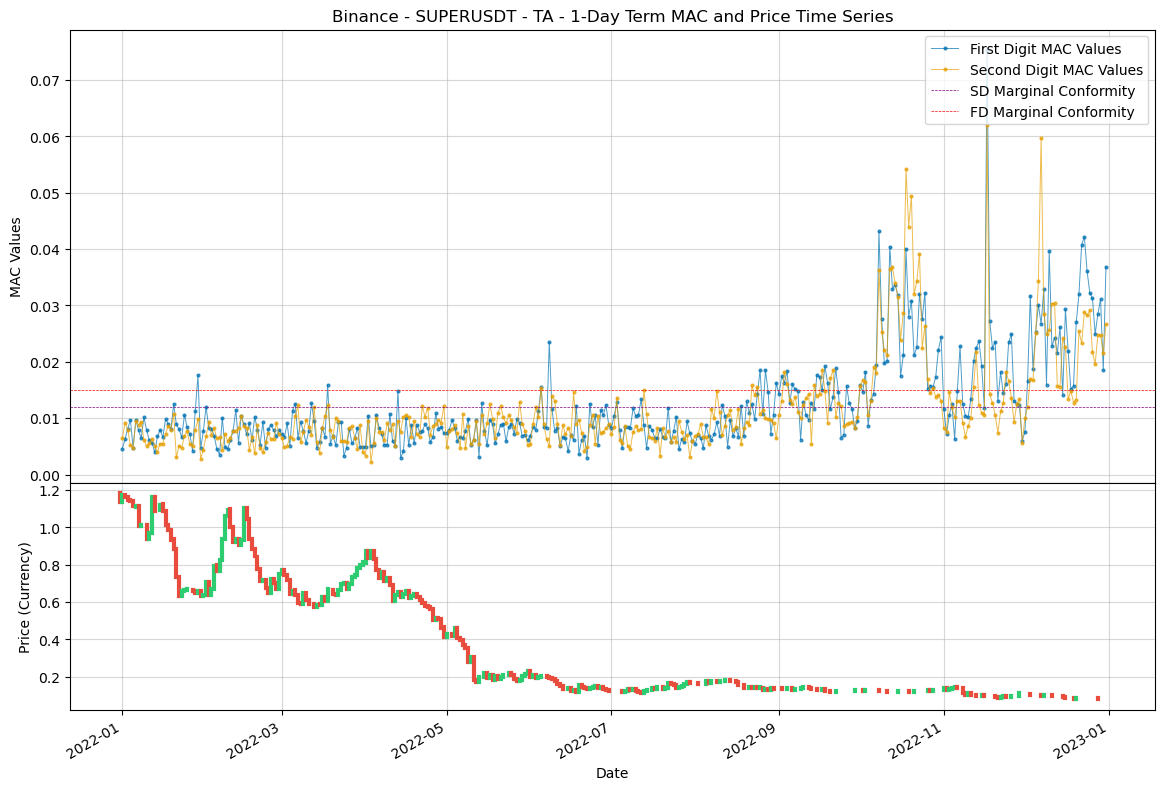 Binance - SUPERUSDT - TA - 1-Day Term MAC and Price Time Series
First Digit MAC Values
Second Digit MAC Values
SD Marginal Conformity
FD Marginal Conformity
MAC Values
0.07
0.06
0.05
0.04
0.03
0.02
0.01
0.00
Price (Currency)
1.2
1.0
0.8
0.6
0.4
0.2
2022-01
2022-03
2022-05
2022-07
2022-09
2022-11
2023-01
Date